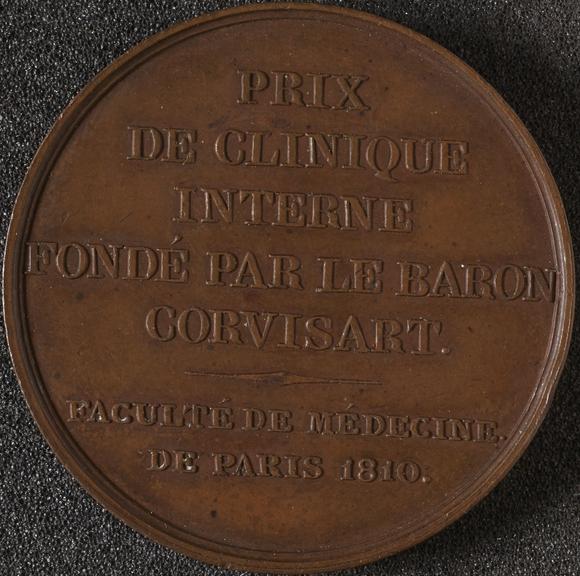 PRIX
DE CLINIQUE
INTERNE
FONDÉ PAR LE BARON
CORVISART.
FACULTÉ DE MÉDECINE.
DE PARIS 1810.